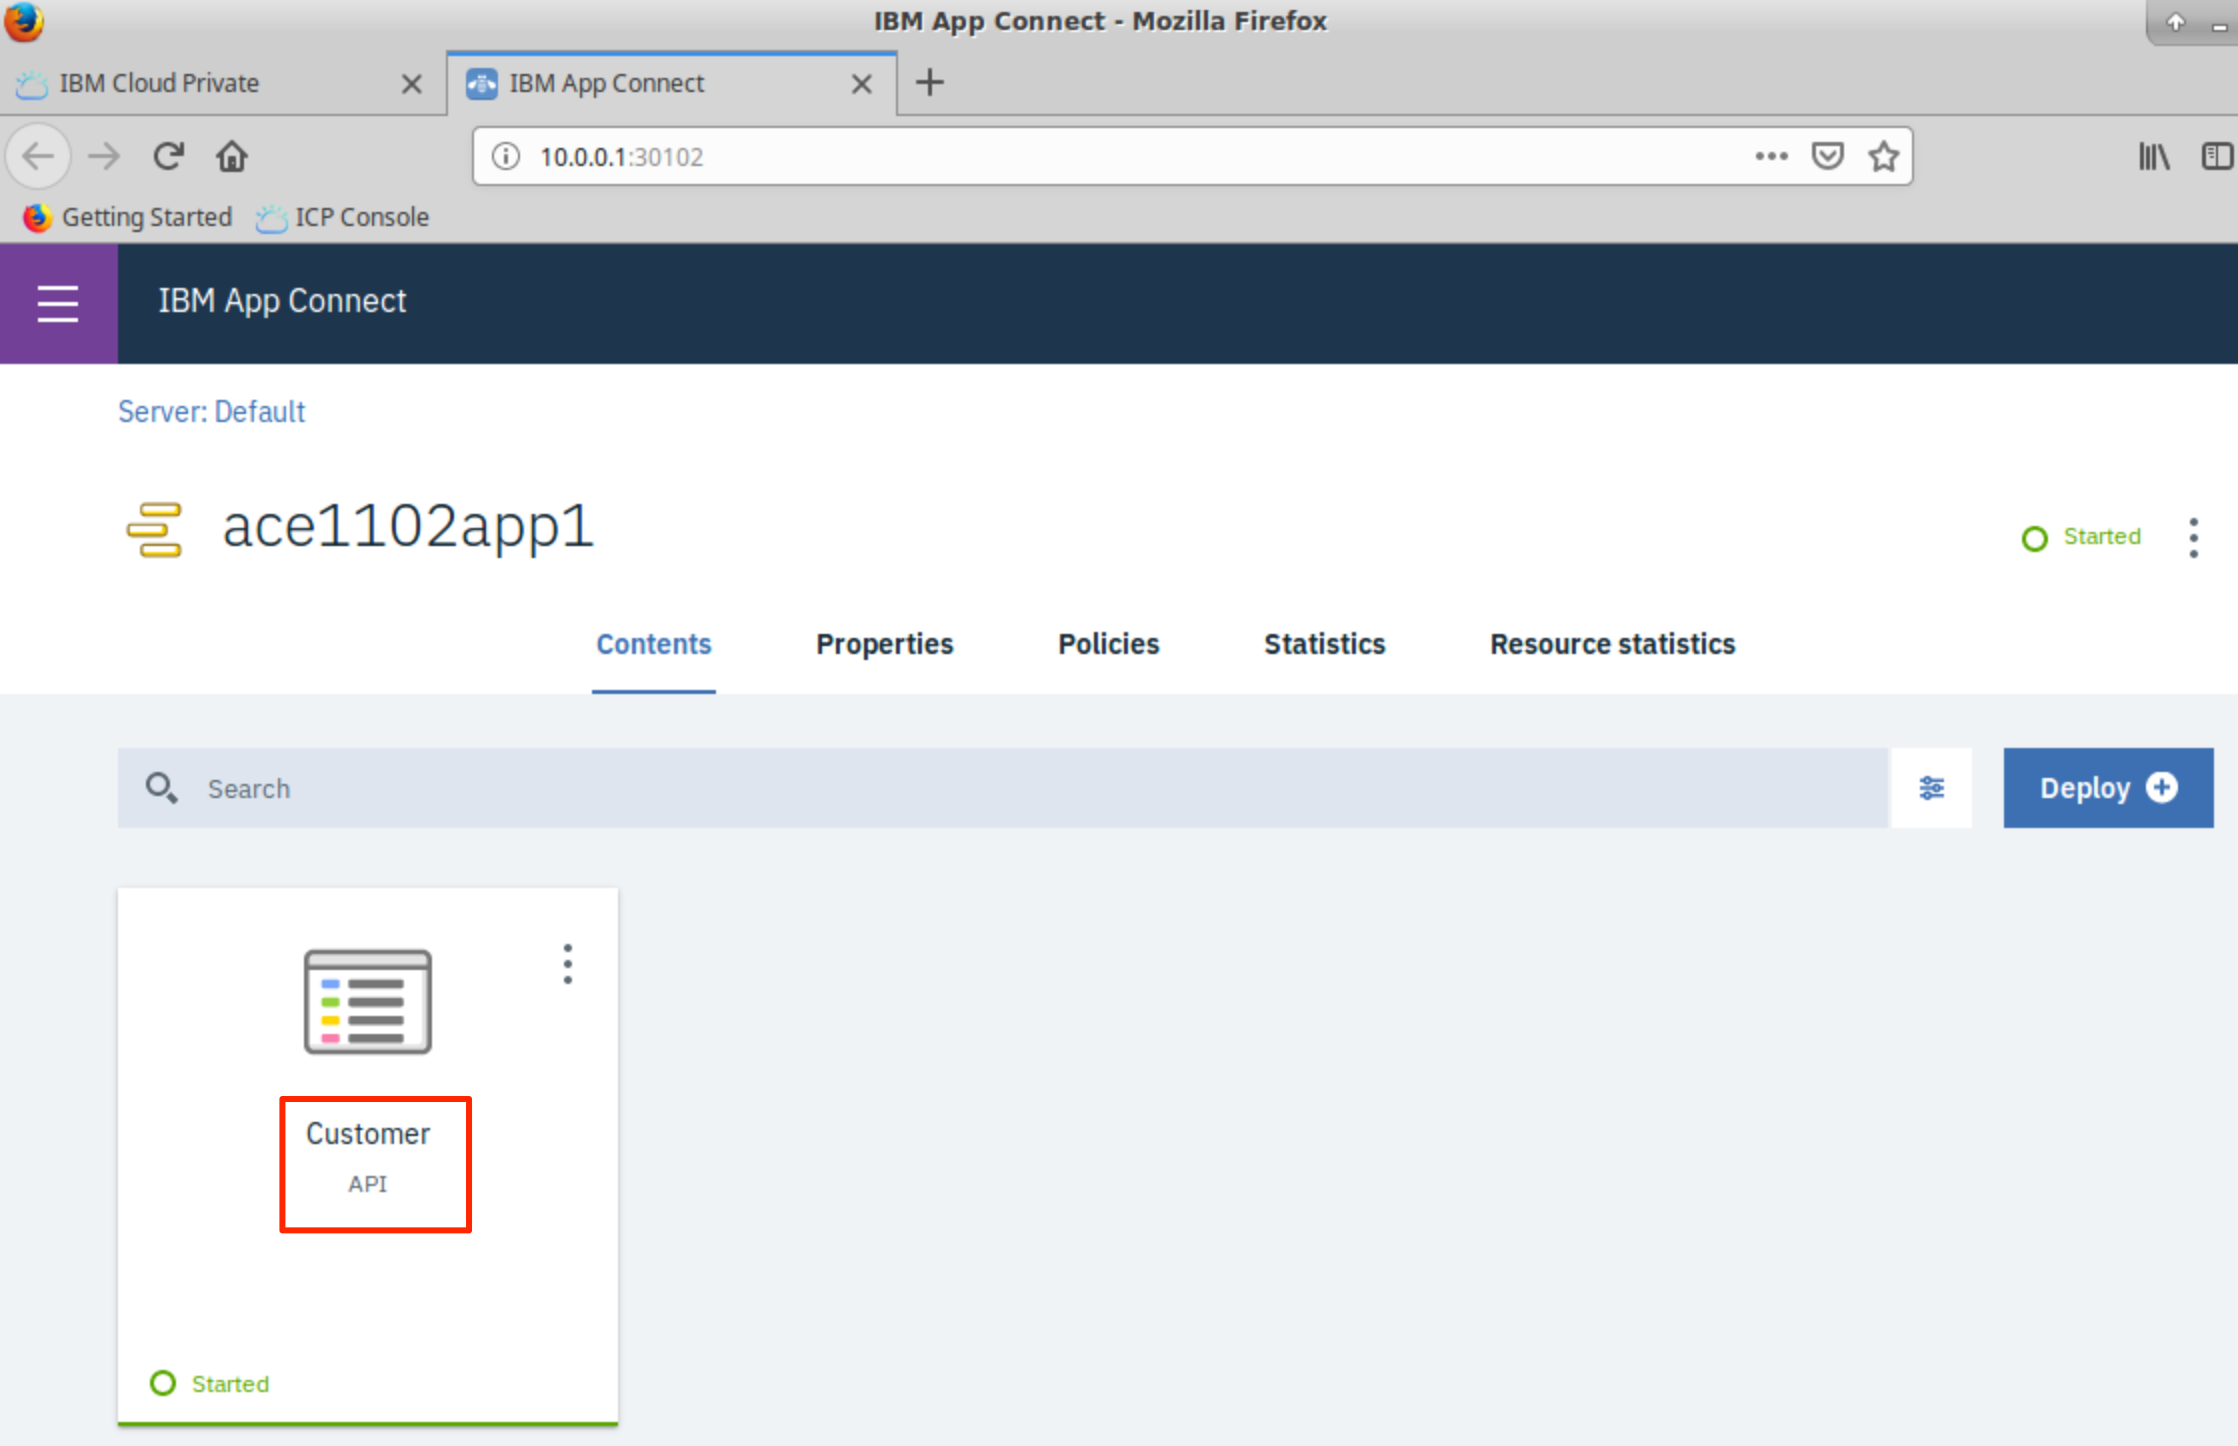 IBM App Connect - Mozilla Firefox
IBM Cloud Private
IBM App Connect
10.0.0.1:30102
Getting Started
ICP Console
IBM App Connect
Server: Default
ace1102app1
Started
Contents Properties Policies Statistics Resource statistics
Search
Deploy
Customer
API
Started